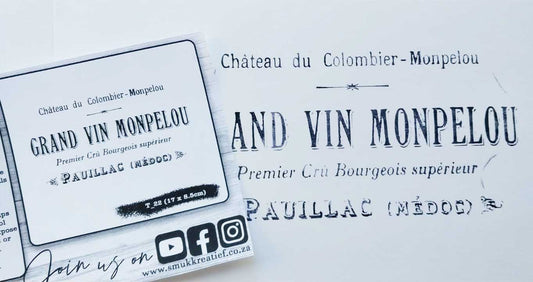 Château du Colombier-Monpelou
GRAND VIN MONPELOU
Premier Crû Bourgeois supérieur
PAUILLAC (MÉDOC)
T_22 (17 x 8.5cm)
Join us on
www.smukkreatief.co.za
Château du Colombier-Monpelou
AND VIN MONPELOU
Premier Crû Bourgeois supérieur
PAUILLAC (MÉDOC)